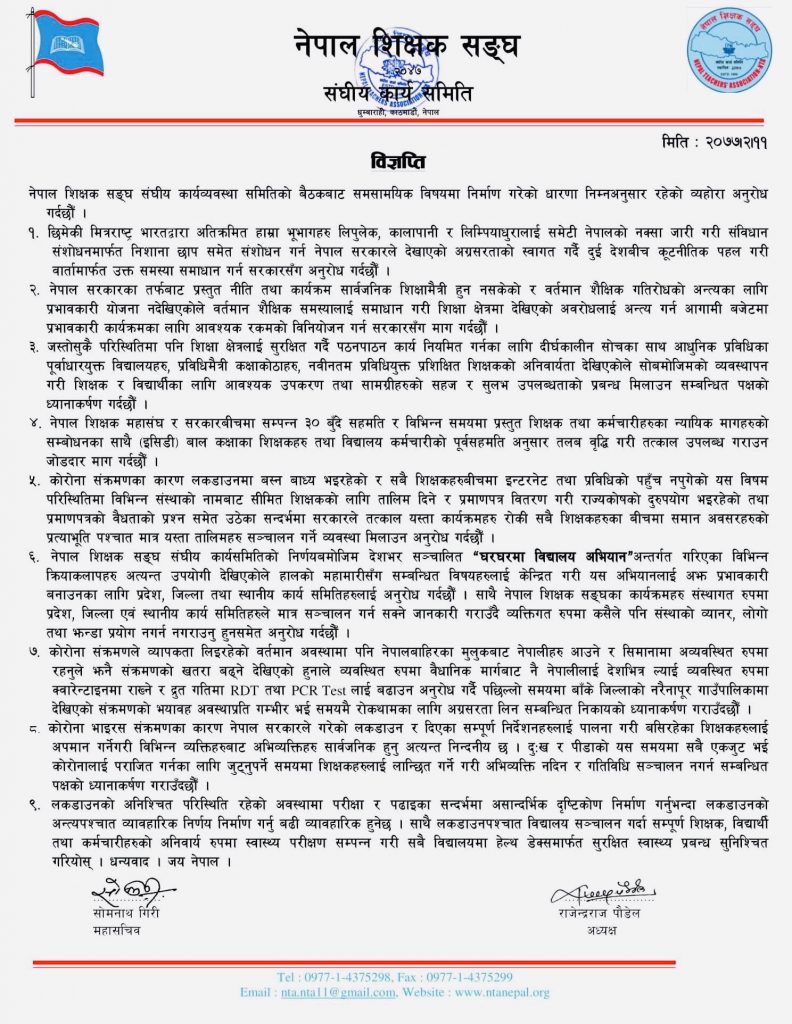 नेपाल शिक्षक सङ्घ
२०४७
संघीय कार्य समिति
धुम्बाराही, काठमाडौं, नेपाल
नेपाल शिक्षक सङ्घ
NEPAL TEACHERS' ASSOCIATION-NTA
मिति : २०७७।२।११
विज्ञप्ति
नेपाल शिक्षक सङ्घ संघीय कार्यव्यवस्था समितिको बैठकबाट समसामयिक विषयमा निर्माण गरेको धारणा निम्नअनुसार रहेको व्यहोरा अनुरोध
गर्दछौं ।
१. छिमेकी मित्रराष्ट्र भारतद्वारा अतिक्रमित हाम्रा भूभागहरु लिपुलेक, कालापानी र लिम्पियाधुरालाई समेटी नेपालको नक्सा जारी गरी संविधान
संशोधनमार्फत निशाना छाप समेत संशोधन गर्न नेपाल सरकारले देखाएको अग्रसरताको स्वागत गर्दै दुई देशबीच कूटनीतिक पहल गरी
वार्तामार्फत उक्त समस्या समाधान गर्न सरकारसँग अनुरोध गर्दछौं ।
२. नेपाल सरकारका तर्फबाट प्रस्तुत नीति तथा कार्यक्रम सार्वजनिक शिक्षामैत्री हुन नसकेको र वर्तमान शैक्षिक गतिरोधको अन्त्यका लागि
प्रभावकारी योजना नदेखिएकोले वर्तमान शैक्षिक समस्यालाई समाधान गरी शिक्षा क्षेत्रमा देखिएको अवरोधलाई अन्त्य गर्न आगामी बजेटमा
प्रभावकारी कार्यक्रमका लागि आवश्यक रकमको विनियोजन गर्न सरकारसँग माग गर्दछौं ।
३. जस्तोसुकै परिस्थितिमा पनि शिक्षा क्षेत्रलाई सुरक्षित गर्दै पठनपाठन कार्य नियमित गर्नका लागि दीर्घकालीन सोचका साथ आधुनिक प्रविधिका
पूर्वाधारयुक्त विद्यालयहरु, प्रविधिमैत्री कक्षाकोठाहरु, नवीनतम प्रविधियुक्त प्रशिक्षित शिक्षकको अनिवार्यता देखिएकोले सोबमोजिमको व्यवस्थापन
गरी शिक्षक र विद्यार्थीका लागि आवश्यक उपकरण तथा सामग्रीहरुको सहज र सुलभ उपलब्धताको प्रबन्ध मिलाउन सम्बन्धित पक्षको
ध्यानाकर्षण गर्दछौं ।
४. नेपाल शिक्षक महासंघ र सरकारबीचमा सम्पन्न ३० बुँदे सहमति र विभिन्न समयमा प्रस्तुत शिक्षक तथा कर्मचारीहरुका न्यायिक मागहरुको
सम्बोधनका साथै (इसिडी) बाल कक्षाका शिक्षकहरु तथा विद्यालय कर्मचारीको पूर्वसहमति अनुसार तलब वृद्धि गरी तत्काल उपलब्ध गराउन
जोडदार माग गर्दछौं ।
५. कोरोना संक्रमणका कारण लकडाउनमा बस्न बाध्य भइरहेको र सबै शिक्षकहरुबीचमा इन्टरनेट तथा प्रविधिको पहुँच नपुगेको यस विषम
परिस्थितिमा विभिन्न संस्थाको नामबाट सीमित शिक्षकको लागि तालिम दिने र प्रमाणपत्र वितरण गरी राज्यकोषको दुरुपयोग भइरहेको तथा
प्रमाणपत्रको बैधताको प्रश्न समेत उठेका सन्दर्भमा सरकारले तत्काल यस्ता कार्यक्रमहरु रोकी सबै शिक्षकहरुका बीचमा समान अवसरहरुको
प्रत्याभूति पश्चात मात्र यस्ता तालिमहरु सञ्चालन गर्ने व्यवस्था मिलाउन अनुरोध गर्दछौं ।
६. नेपाल शिक्षक सङ्घ संघीय कार्यसमितिको निर्णयबमोजिम देशभर सञ्चालित “घरघरमा विद्यालय अभियान”अन्तर्गत गरिएका विभिन्न
क्रियाकलापहरु अत्यन्त उपयोगी देखिएकोले हालको महामारीसँग सम्बन्धित विषयहरुलाई केन्द्रित गरी यस अभियानलाई अझ प्रभावकारी
बनाउनका लागि प्रदेश, जिल्ला तथा स्थानीय कार्य समितिहरुलाई अनुरोध गर्दछौं । साथै नेपाल शिक्षक सङ्घका कार्यक्रमहरु संस्थागत रुपमा
प्रदेश, जिल्ला एवं स्थानीय कार्य समितिहरुले मात्र सञ्चालन गर्न सक्ने जानकारी गराउँदै व्यक्तिगत रुपमा कसैले पनि संस्थाको व्यानर, लोगो
तथा झन्डा प्रयोग नगर्न नगराउनु हुनसमेत अनुरोध गर्दछौं ।
७. कोरोना संक्रमणले व्यापकता लिइरहेको वर्तमान अवस्थामा पनि नेपालबाहिरका मुलुकबाट नेपालीहरु आउने र सिमानामा अव्यवस्थित रुपमा
रहनुले झनै संक्रमणको खतरा बढ्ने देखिएको हुनाले व्यवस्थित रुपमा वैधानिक मार्गबाट नै नेपालीलाई देशभित्र ल्याई व्यवस्थित रुपमा
क्वारेन्टाइनमा राख्ने र द्रुत गतिमा RDT तथा PCR Test लाई बढाउन अनुरोध गर्दै पछिल्लो समयमा बाँके जिल्लाको नरैनापूर गाउँपालिकामा
देखिएको संक्रमणको भयावह अवस्थाप्रति गम्भीर भई समयमै रोकथामका लागि अग्रसरता लिन सम्बन्धित निकायको ध्यानाकर्षण गराउँदछौं ।
८. कोरोना भाइरस संक्रमणका कारण नेपाल सरकारले गरेको लकडाउन र दिएका सम्पूर्ण निर्देशनहरुलाई पालना गरी बसिरहेका शिक्षकहरुलाई
अपमान गर्नेगरी विभिन्न व्यक्तिहरुबाट अभिव्यक्तिहरु सार्वजनिक हुनु अत्यन्त निन्दनीय छ । दुःख र पीडाको यस समयमा सबै एकजुट भई
कोरोनालाई पराजित गर्नका लागि जुट्नुपर्ने समयमा शिक्षकहरुलाई लान्छित गर्ने गरी अभिव्यक्ति नदिन र गतिविधि सञ्चालन नगर्न सम्बन्धित
पक्षको ध्यानाकर्षण गराउँदछौं ।
९. लकडाउनको अनिश्चित परिस्थिति रहेको अवस्थामा परीक्षा र पढाइका सन्दर्भमा असान्दर्भिक दृष्टिकोण निर्माण गर्नुभन्दा लकडाउनको
अन्त्यपश्चात व्यावहारिक निर्णय निर्माण गर्नु बढी व्यावहारिक हुनेछ । साथै लकडाउनपश्चात विद्यालय सञ्चालन गर्दा सम्पूर्ण शिक्षक, विद्यार्थी
तथा कर्मचारीहरुको अनिवार्य रुपमा स्वास्थ्य परीक्षण सम्पन्न गरी सबै विद्यालयमा हेल्थ डेक्समार्फत सुरक्षित स्वास्थ्य प्रबन्ध सुनिश्चित
गरियोस् । धन्यवाद । जय नेपाल ।
सोमनाथ गिरी
महासचिव
राजेन्द्रराज पौडेल
अध्यक्ष
Tel : 0977-1-4375298, Fax : 0977-1-4375299
Email : nta.nta11@gmail.com, Website : www.ntanepal.org